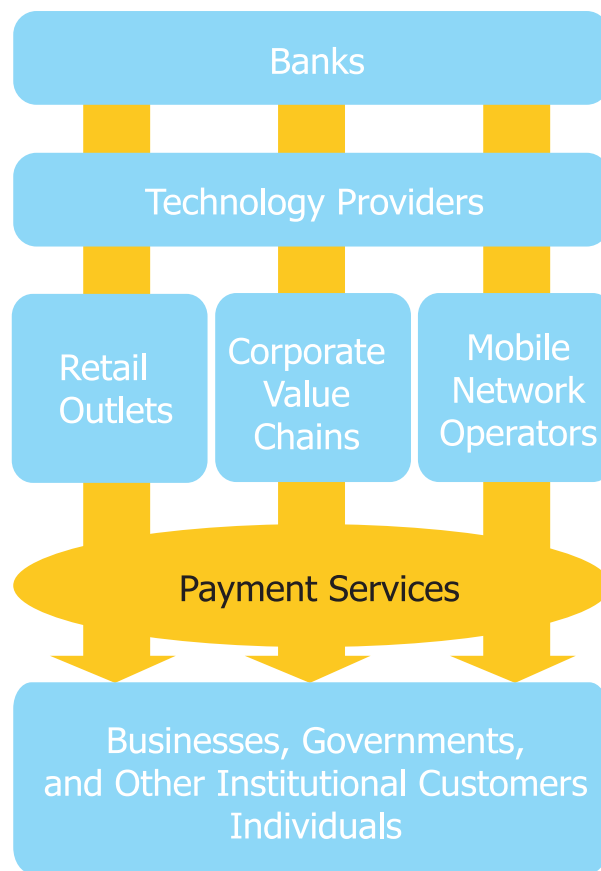 Banks
Technology Providers
Retail
Outlets
Corporate
Value
Chains
Mobile
Network
Operators
Payment Services
Businesses, Governments,
and Other Institutional Customers
Individuals